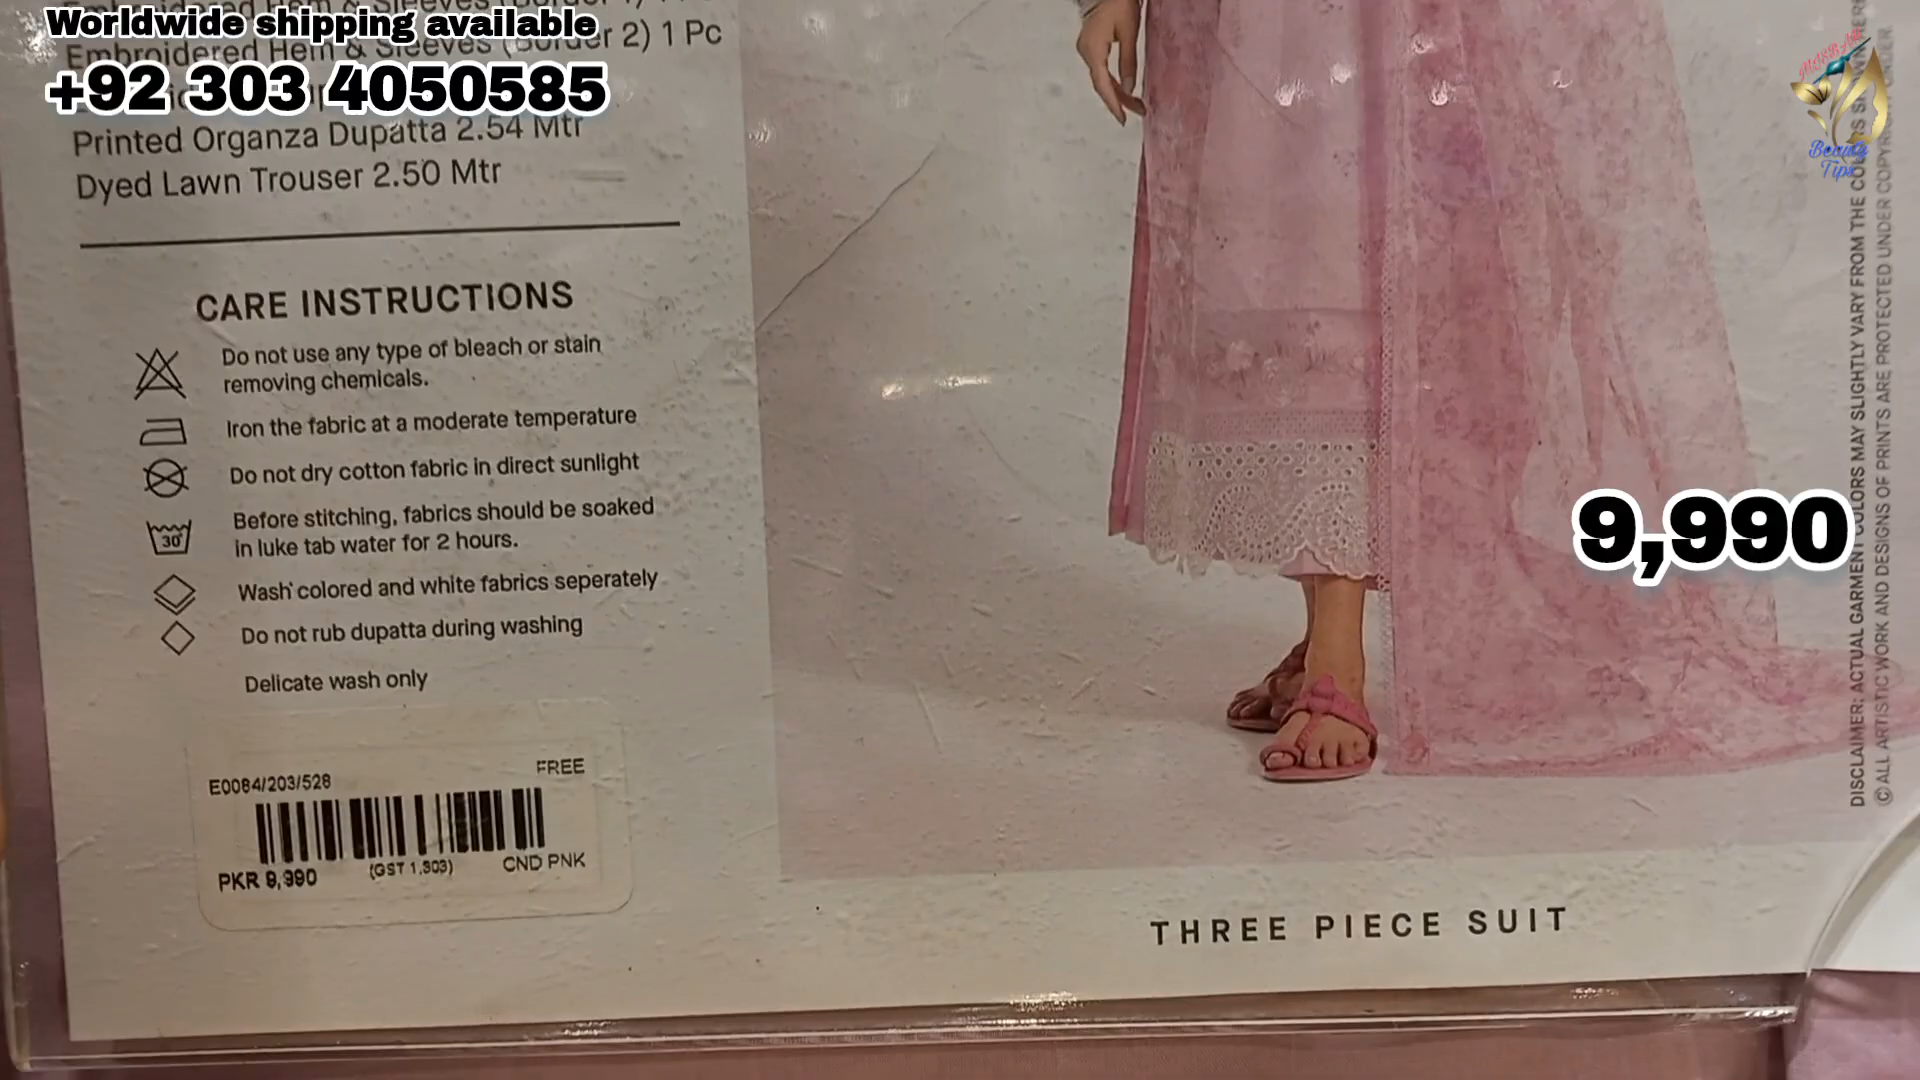 Worldwide shipping available
Embroidered Hem & Sleeves (Border 2) 1 Pc
+92 303 4050585
Printed Organza Dupatta 2.54 Mtr
Dyed Lawn Trouser 2.50 Mtr
CARE INSTRUCTIONS
Do not use any type of bleach or stain
removing chemicals.
Iron the fabric at a moderate temperature
Do not dry cotton fabric in direct sunlight
Before stitching, fabrics should be soaked
30°
in luke tab water for 2 hours.
Wash colored and white fabrics seperately
Do not rub dupatta during washing
Delicate wash only
E0084/203/528
FREE
PKR 9,990
(GST 1,303)
CND PNK
THREE PIECE SUIT
9,990
Beauty
Tips
DISCLAIMER: ACTUAL GARMENT COLORS MAY SLIGHTLY VARY FROM THE COLORS
© ALL ARTISTIC WORK AND DESIGNS OF PRINTS ARE PROTECTED UNDER